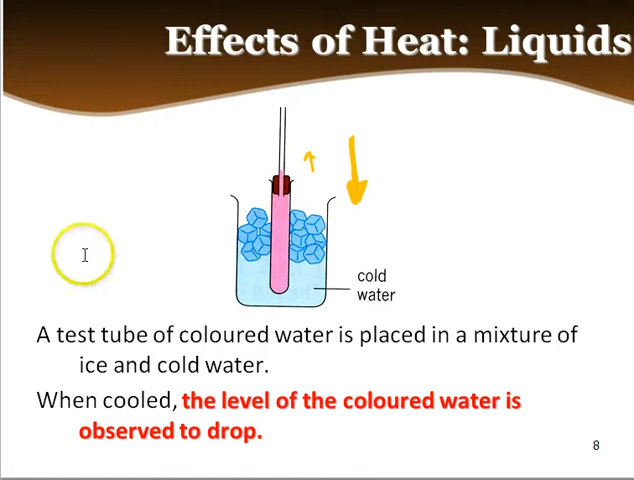 Effects of Heat: Liquids
cold
water
A test tube of coloured water is placed in a mixture of
ice and cold water.
When cooled, the level of the coloured water is
observed to drop.
8